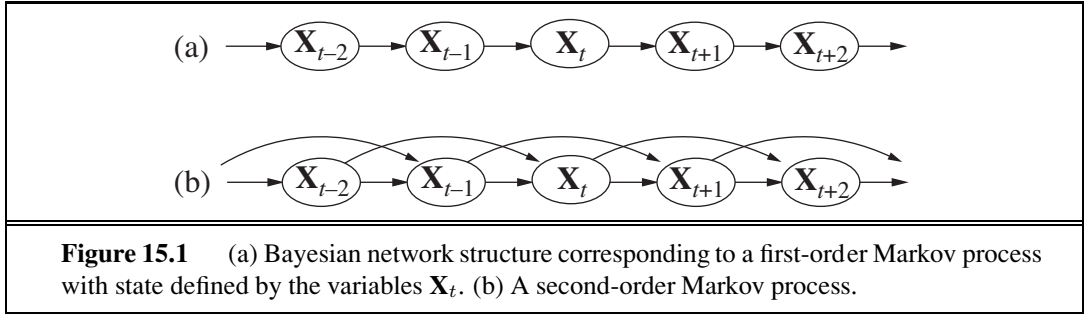 (a) X_{t–2} X_{t–1} X_t X_{t+1} X_{t+2}
(b) X_{t–2} X_{t–1} X_t X_{t+1} X_{t+2}
Figure 15.1 (a) Bayesian network structure corresponding to a first-order Markov process
with state defined by the variables X_t. (b) A second-order Markov process.